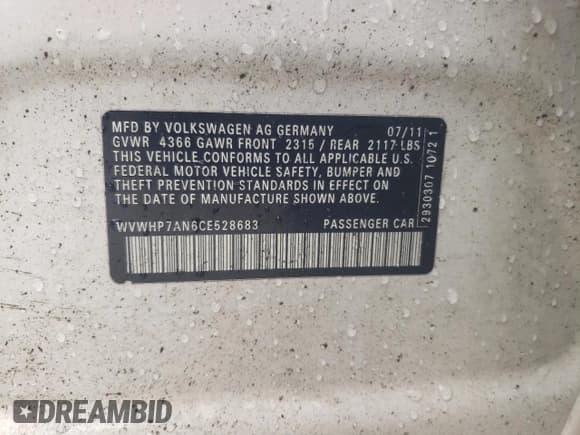 MFD BY VOLKSWAGEN AG GERMANY 07/11
GVWR 4366 GAWR FRONT 2315 / REAR 2117 LBS
THIS VEHICLE CONFORMS TO ALL APPLICABLE U.S.
FEDERAL MOTOR VEHICLE SAFETY, BUMPER AND
THEFT PREVENTION STANDARDS IN EFFECT ON
THE DATE OF MANUFACTURE SHOWN ABOVE.
WVWHP7AN6CE528683 PASSENGER CAR
2930307 1072 1
DREAMBID